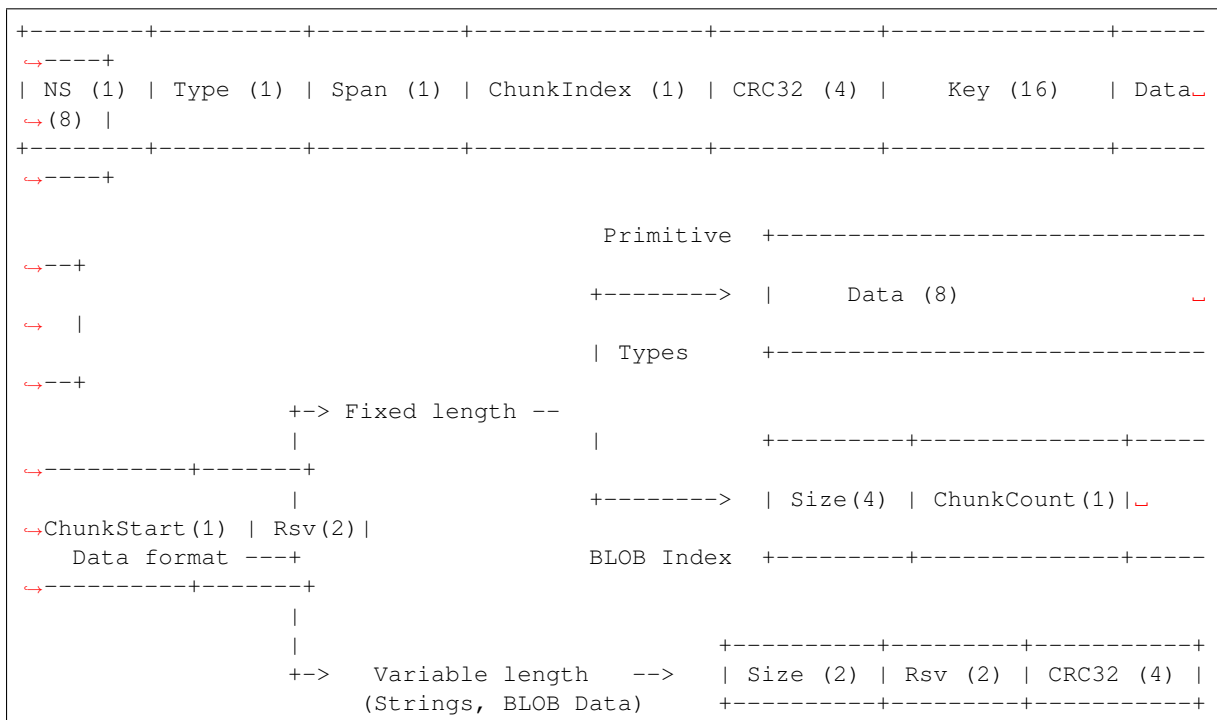 +--------+----------+----------+----------------+-----------+---------------+------
↪----+
| NS (1) | Type (1) | Span (1) | ChunkIndex (1) | CRC32 (4) |    Key (16)   | Data␣
↪(8) |
+--------+----------+----------+----------------+-----------+---------------+------
↪----+
                                         Primitive  +------------------------------
↪--+
                                        +-------->  |     Data (8)                ␣
↪  |
                                        | Types     +------------------------------
↪--+
                   +-> Fixed length --
                   |                    |           +---------+--------------+-----
↪----------+-------+
                   |                    +-------->  | Size(4) | ChunkCount(1)|␣
↪ChunkStart(1) | Rsv(2)|
    Data format ---+                    BLOB Index  +---------+--------------+-----
↪----------+-------+
                   |
                   |                             +----------+---------+-----------+
                   +->   Variable length   -->   | Size (2) | Rsv (2) | CRC32 (4) |
                        (Strings, BLOB Data)     +----------+---------+-----------+